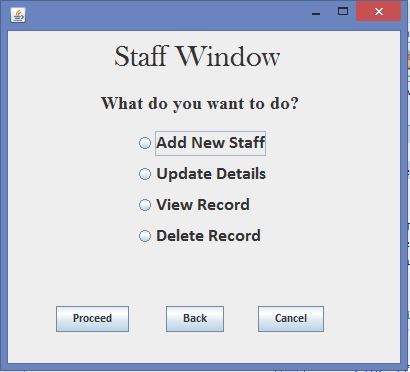 Staff Window
What do you want to do?
Add New Staff
Update Details
View Record
Delete Record
Proceed Back Cancel